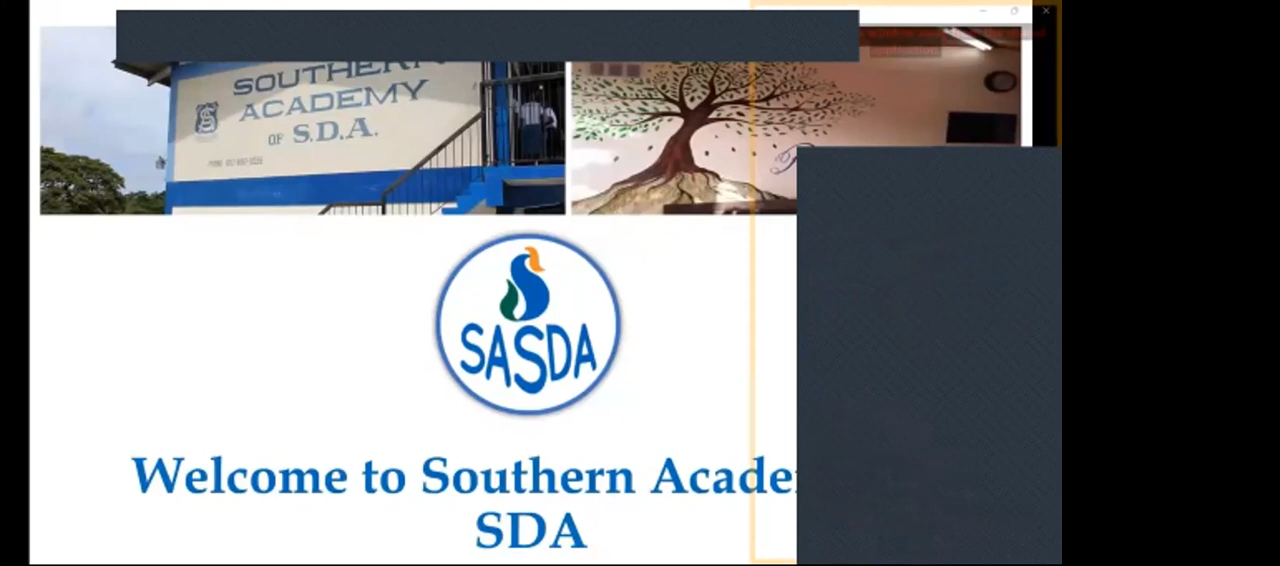 SOUTHERN
ACADEMY
OF S.D.A.
SASDA
Welcome to Southern Acade
SDA